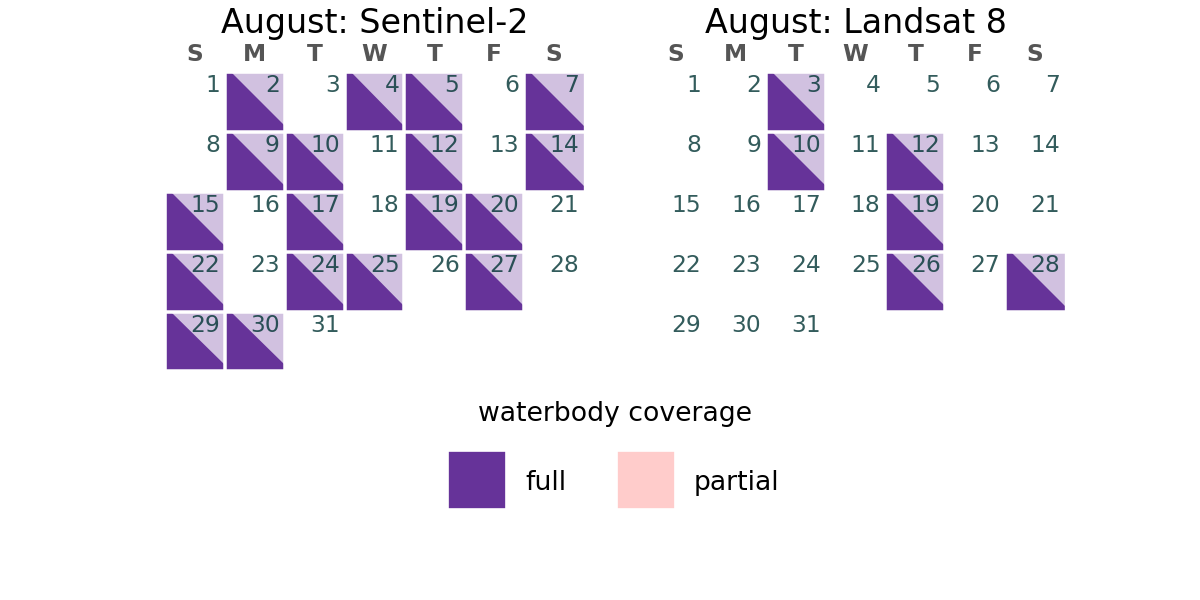 August: Sentinel-2
S M T W T F S
1 2 3 4 5 6 7
8 9 10 11 12 13 14
15 16 17 18 19 20 21
22 23 24 25 26 27 28
29 30 31
August: Landsat 8
S M T W T F S
1 2 3 4 5 6 7
8 9 10 11 12 13 14
15 16 17 18 19 20 21
22 23 24 25 26 27 28
29 30 31
waterbody coverage
full
partial